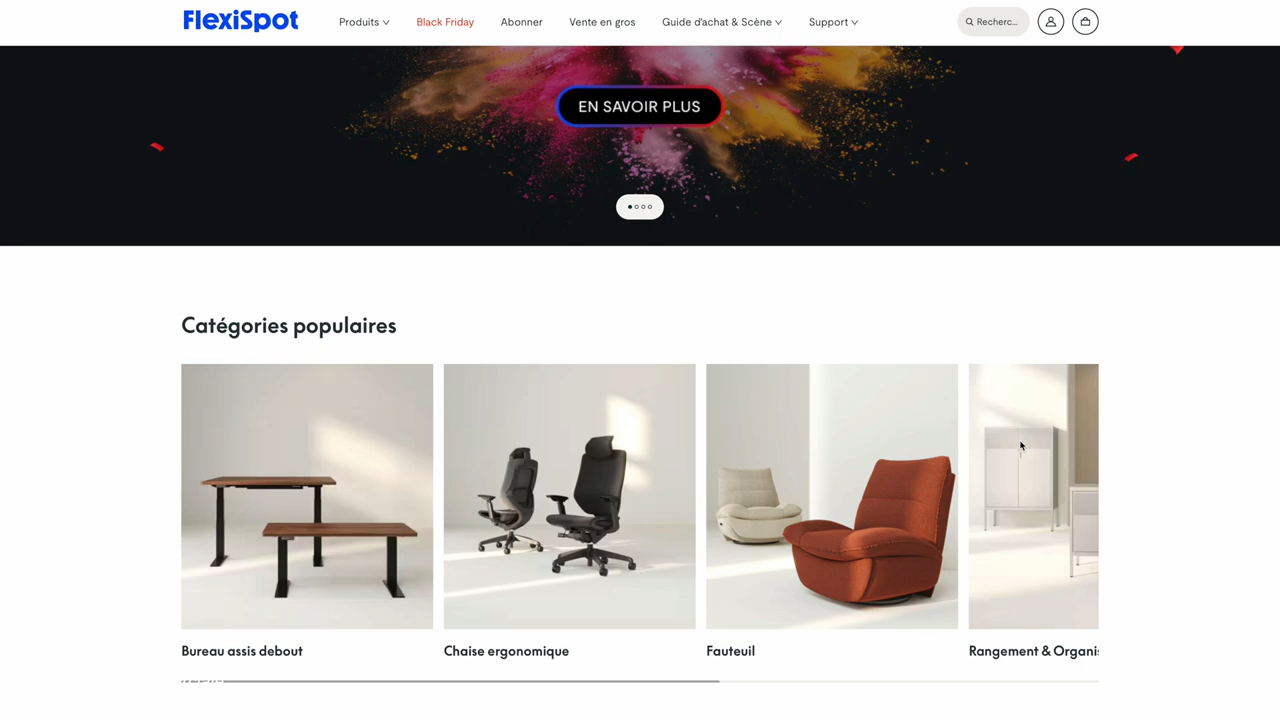 FlexiSpot
Produits
Black Friday
Abonner
Vente en gros
Guide d'achat & Scène
Support
Recherc...
EN SAVOIR PLUS
Catégories populaires
Bureau assis debout
Chaise ergonomique
Fauteuil
Rangement & Organis